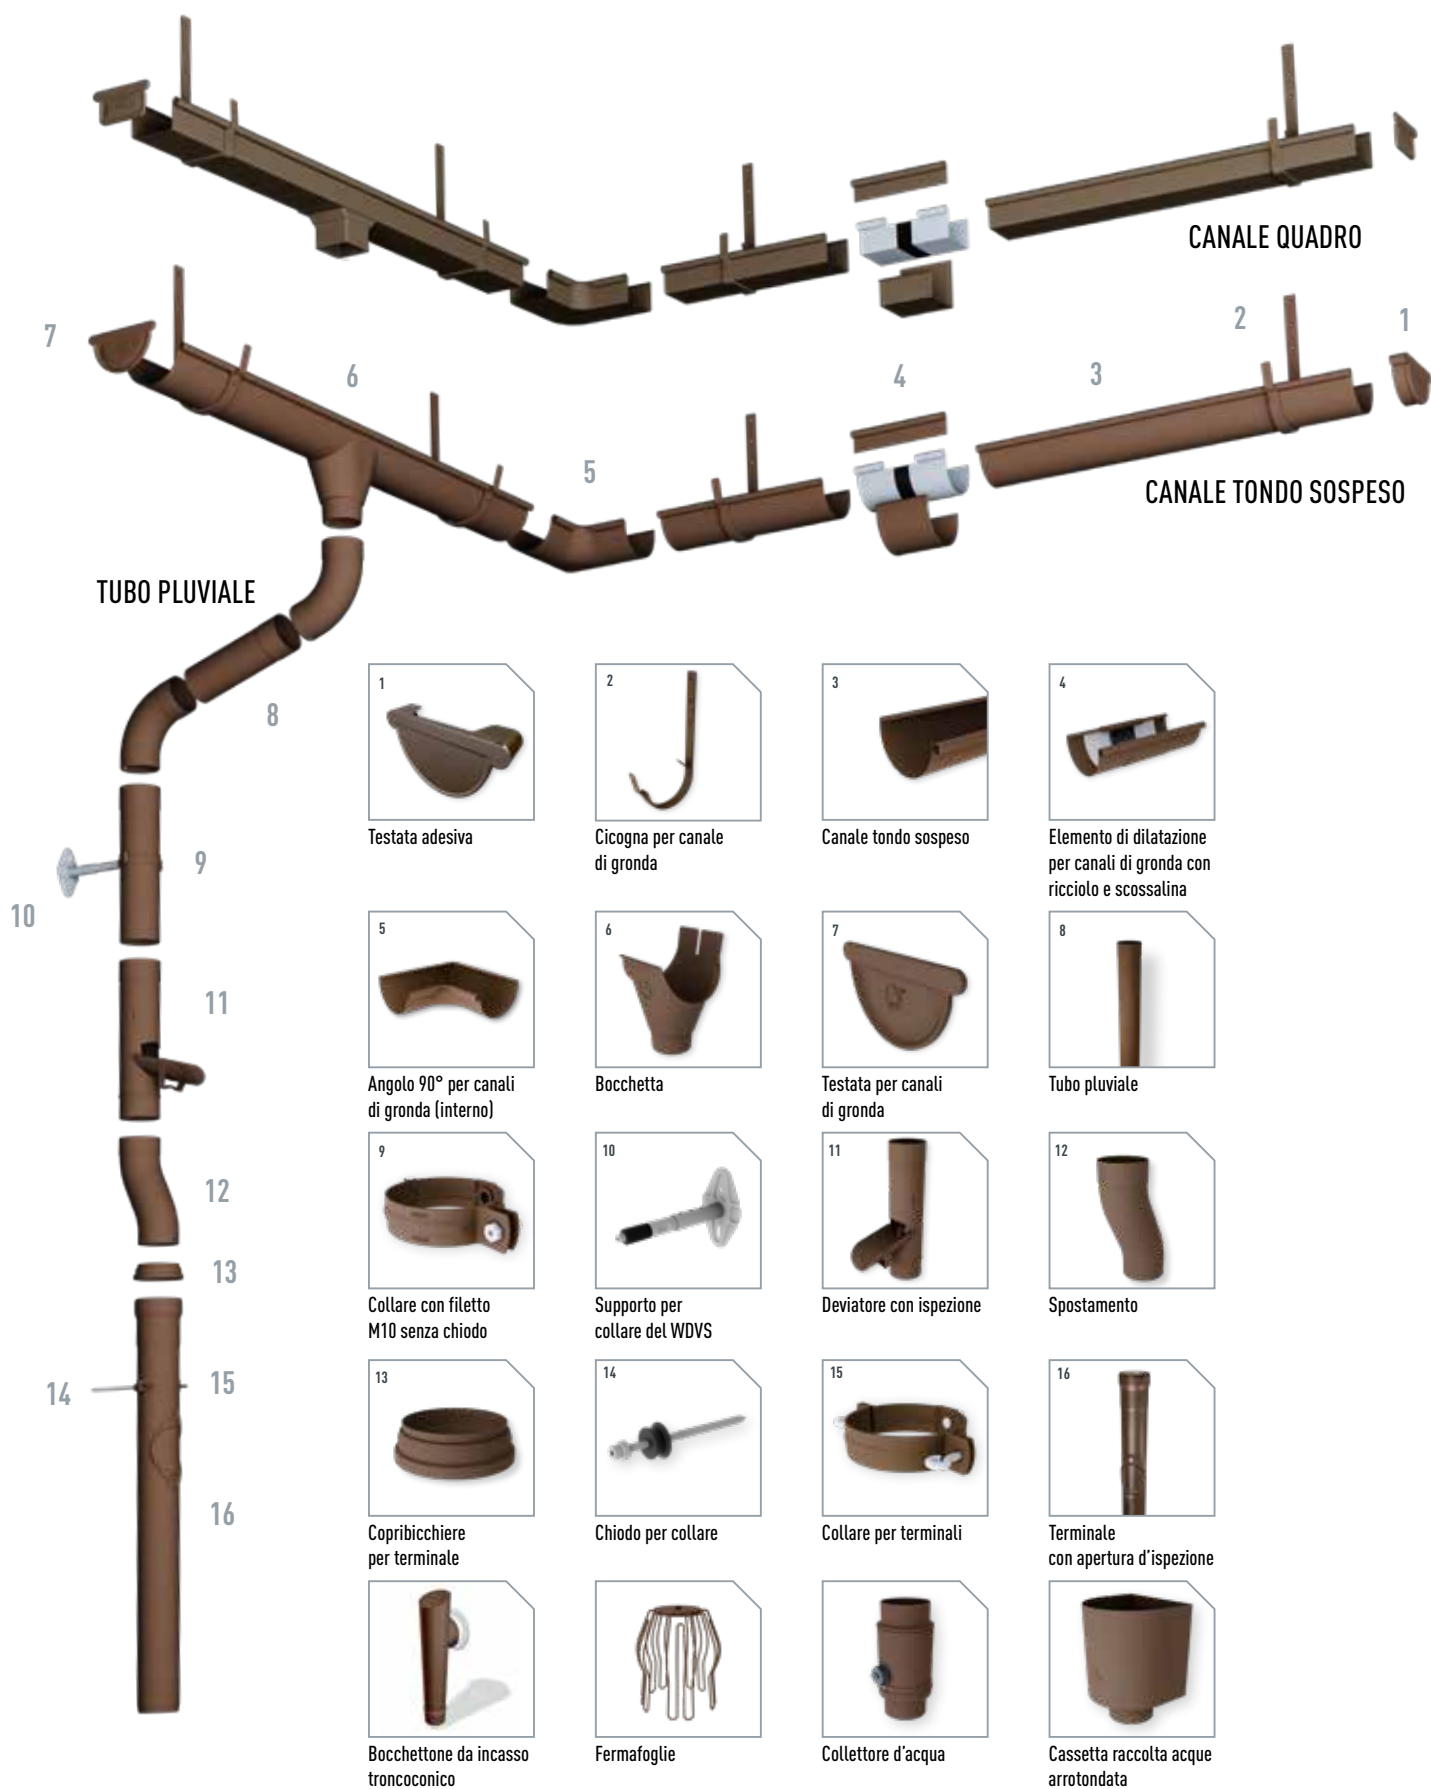 CANALE QUADRO
7
6
5
4
3
2
1
CANALE TONDO SOSPESO
TUBO PLUVIALE
8
9
10
11
12
13
14
15
16
1
Testata adesiva
2
Cicogna per canale
di gronda
3
Canale tondo sospeso
4
Elemento di dilatazione
per canali di gronda con
ricciolo e scossalina
5
Angolo 90° per canali
di gronda (interno)
6
Bocchetta
7
Testata per canali
di gronda
8
Tubo pluviale
9
Collare con filetto
M10 senza chiodo
10
Supporto per
collare del WDVS
11
Deviatore con ispezione
12
Spostamento
13
Copribicchiere
per terminale
14
Chiodo per collare
15
Collare per terminali
16
Terminale
con apertura d'ispezione
Bocchettone da incasso
troncoconico
Fermafoglie
Collettore d'acqua
Cassetta raccolta acque
arrotondata